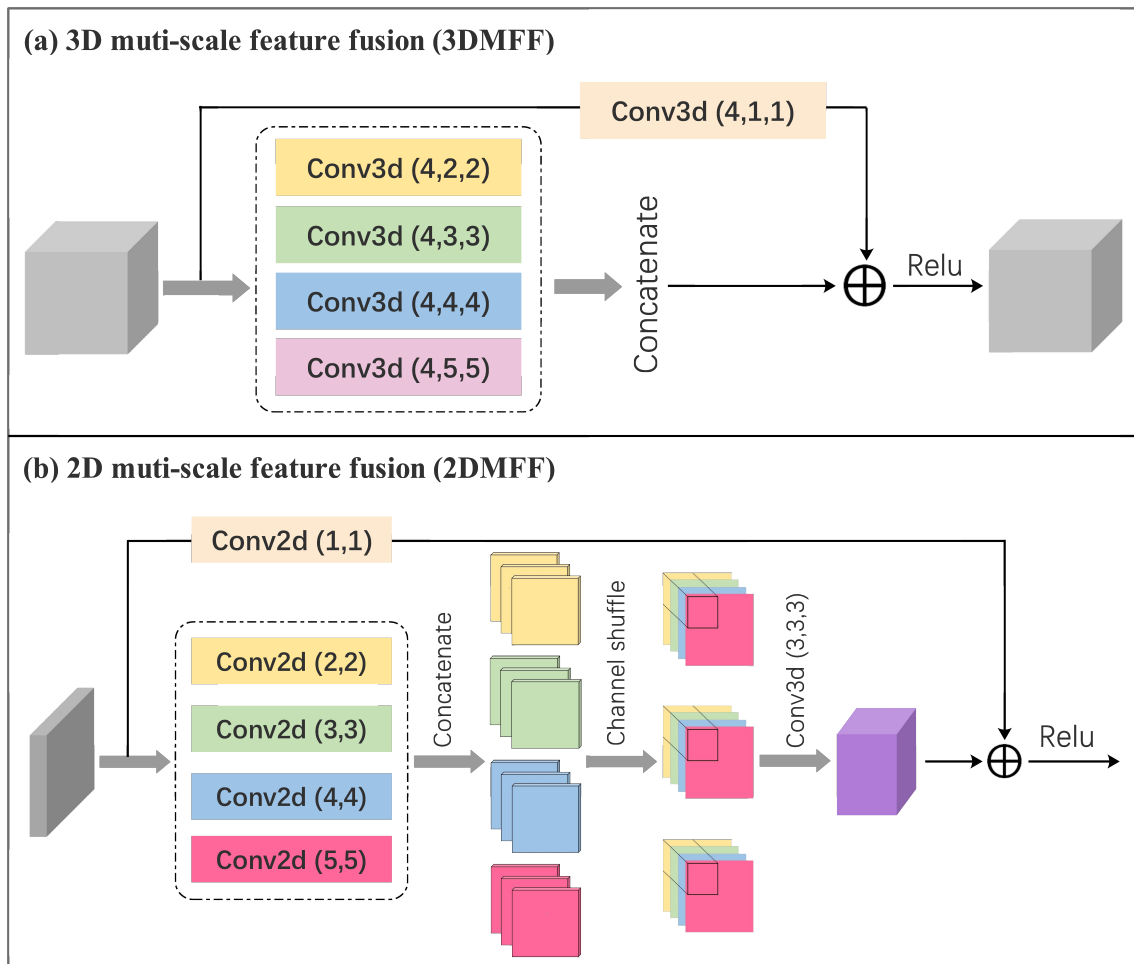 (a) 3D muti-scale feature fusion (3DMFF)
Conv3d (4,1,1)
Conv3d (4,2,2)
Conv3d (4,3,3)
Conv3d (4,4,4)
Conv3d (4,5,5)
Concatenate
Relu
(b) 2D muti-scale feature fusion (2DMFF)
Conv2d (1,1)
Conv2d (2,2)
Conv2d (3,3)
Conv2d (4,4)
Conv2d (5,5)
Concatenate
Channel shuffle
Conv3d (3,3,3)
Relu